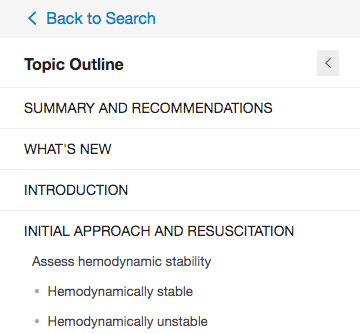 Back to Search
Topic Outline
SUMMARY AND RECOMMENDATIONS
WHAT'S NEW
INTRODUCTION
INITIAL APPROACH AND RESUSCITATION
Assess hemodynamic stability
Hemodynamically stable
Hemodynamically unstable